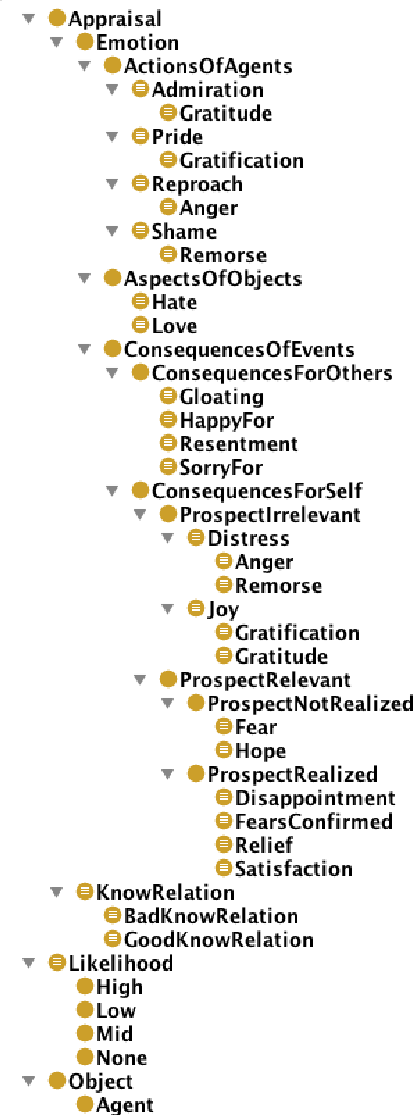 Appraisal
Emotion
ActionsOfAgents
Admiration
Gratitude
Pride
Gratification
Reproach
Anger
Shame
Remorse
AspectsOfObjects
Hate
Love
ConsequencesOfEvents
ConsequencesForOthers
Gloating
HappyFor
Resentment
SorryFor
ConsequencesForSelf
ProspectIrrelevant
Distress
Anger
Remorse
Joy
Gratification
Gratitude
ProspectRelevant
ProspectNotRealized
Fear
Hope
ProspectRealized
Disappointment
FearsConfirmed
Relief
Satisfaction
KnowRelation
BadKnowRelation
GoodKnowRelation
Likelihood
High
Low
Mid
None
Object
Agent